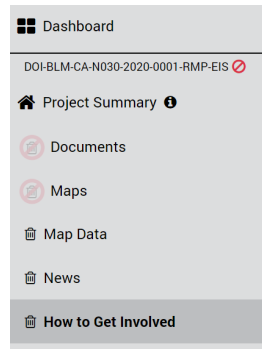 Dashboard
DOI-BLM-CA-N030-2020-0001-RMP-EIS
Project Summary
Documents
Maps
Map Data
News
How to Get Involved